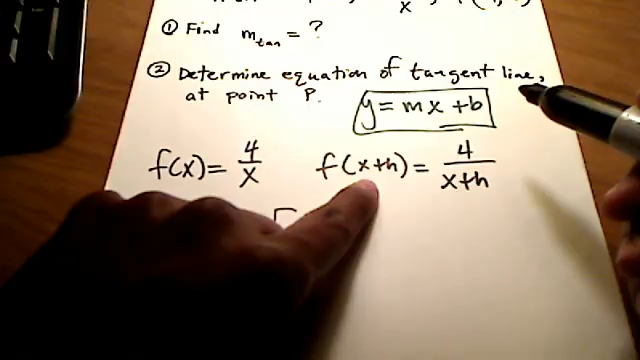 x
① Find m_tan = ?
② Determine equation of tangent line,
at point P.
y = mx + b
f(x) = 4/x f(x+h) = 4/(x+h)